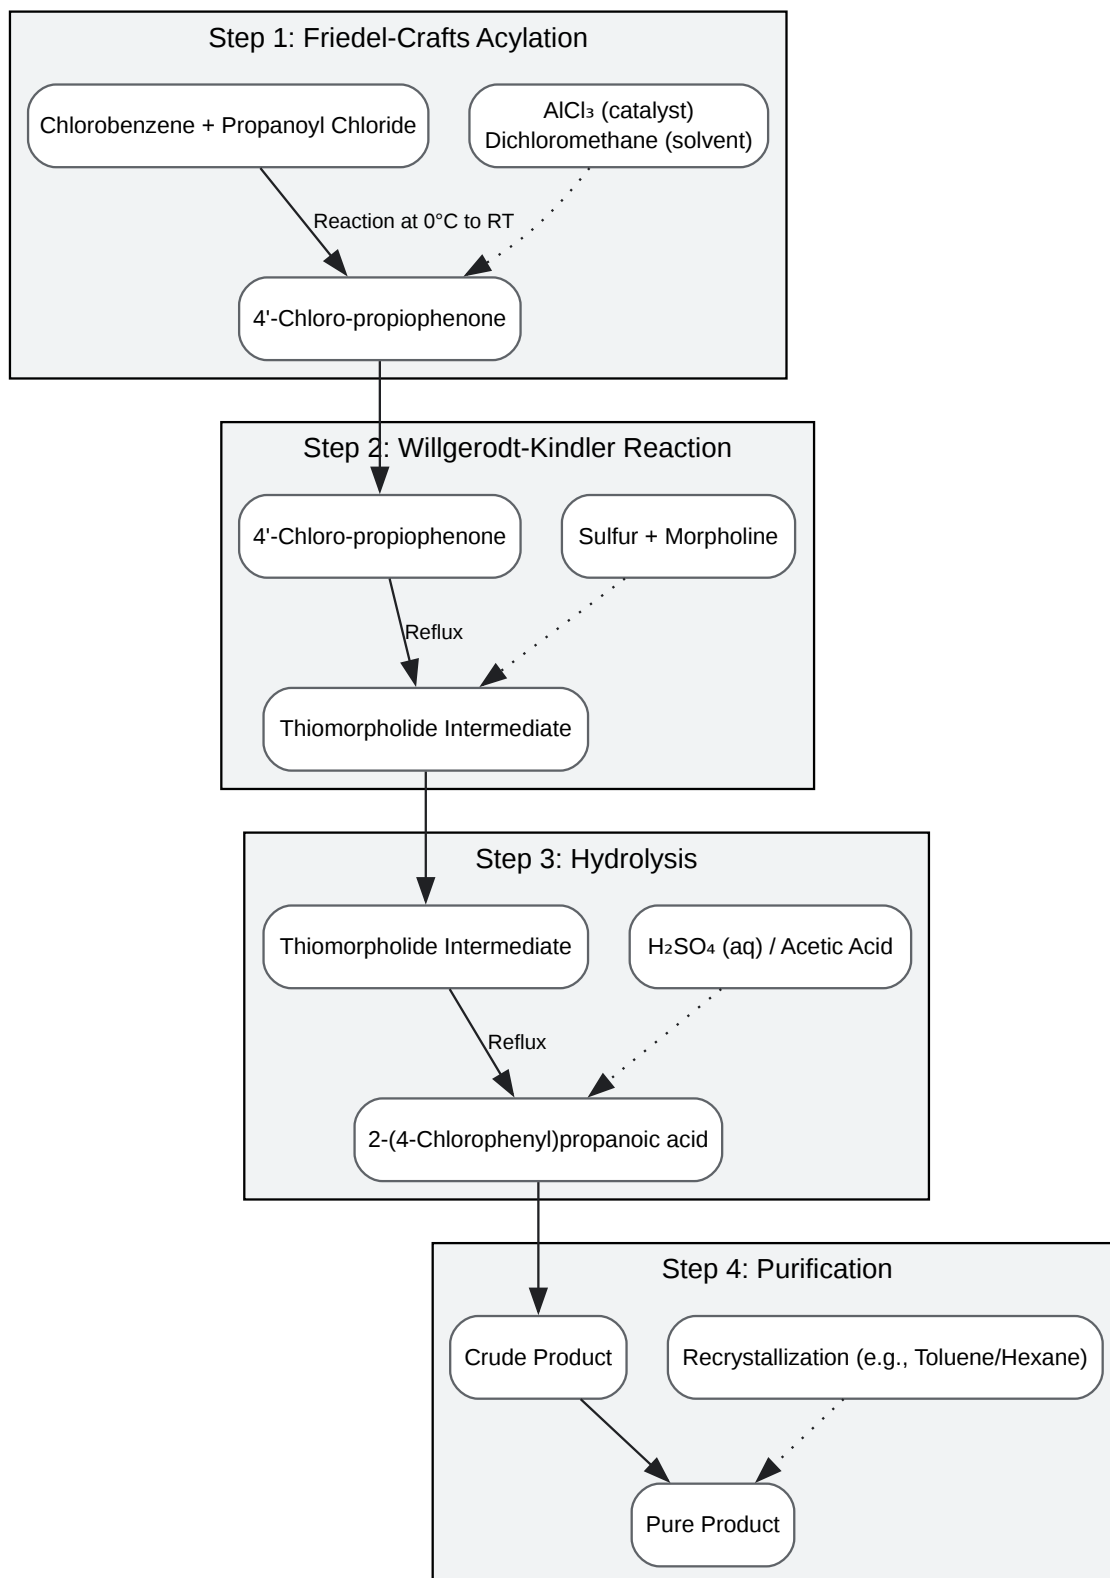 Step 1: Friedel-Crafts Acylation
Chlorobenzene + Propanoyl Chloride
AlCl₃ (catalyst)
Dichloromethane (solvent)
Reaction at 0°C to RT
4'-Chloro-propiophenone
Step 2: Willgerodt-Kindler Reaction
4'-Chloro-propiophenone
Sulfur + Morpholine
Reflux
Thiomorpholide Intermediate
Step 3: Hydrolysis
Thiomorpholide Intermediate
H₂SO₄ (aq) / Acetic Acid
Reflux
2-(4-Chlorophenyl)propanoic acid
Step 4: Purification
Crude Product
Recrystallization (e.g., Toluene/Hexane)
Pure Product